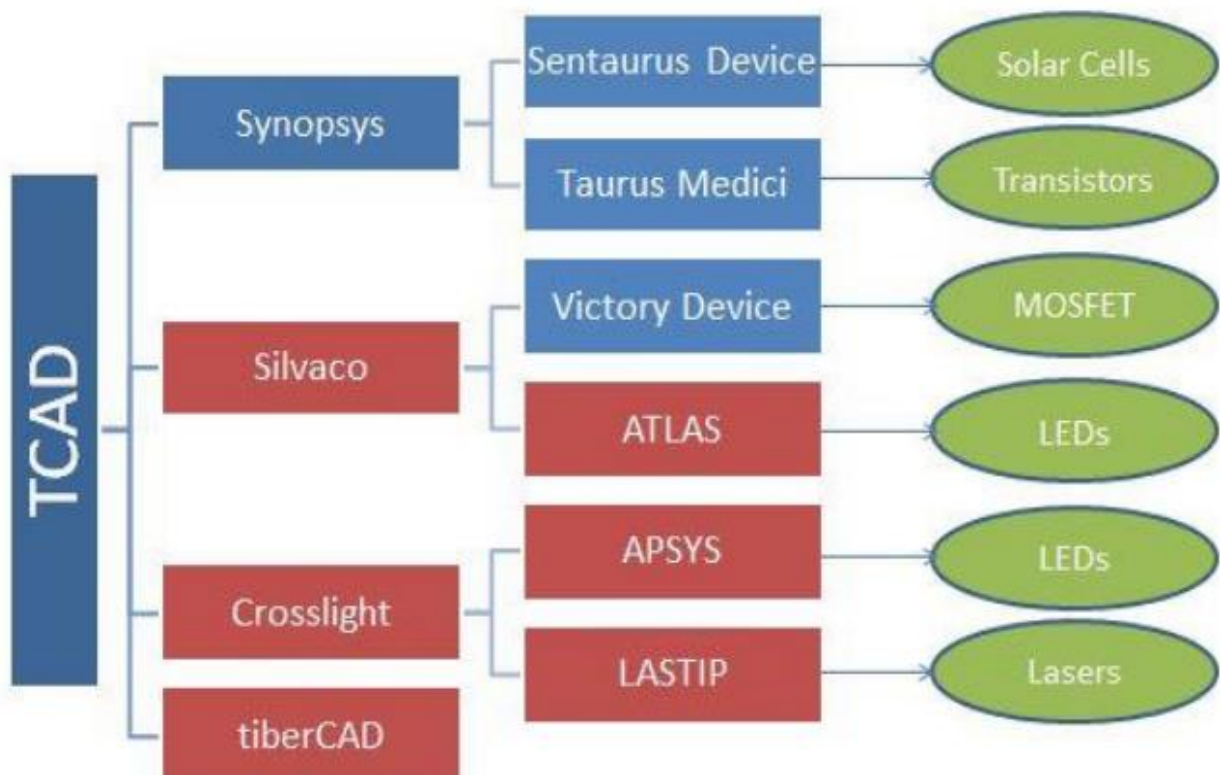 TCAD
Synopsys
Sentaurus Device
Solar Cells
Taurus Medici
Transistors
Silvaco
Victory Device
MOSFET
ATLAS
LEDs
Crosslight
APSYS
LEDs
LASTIP
Lasers
tiberCAD